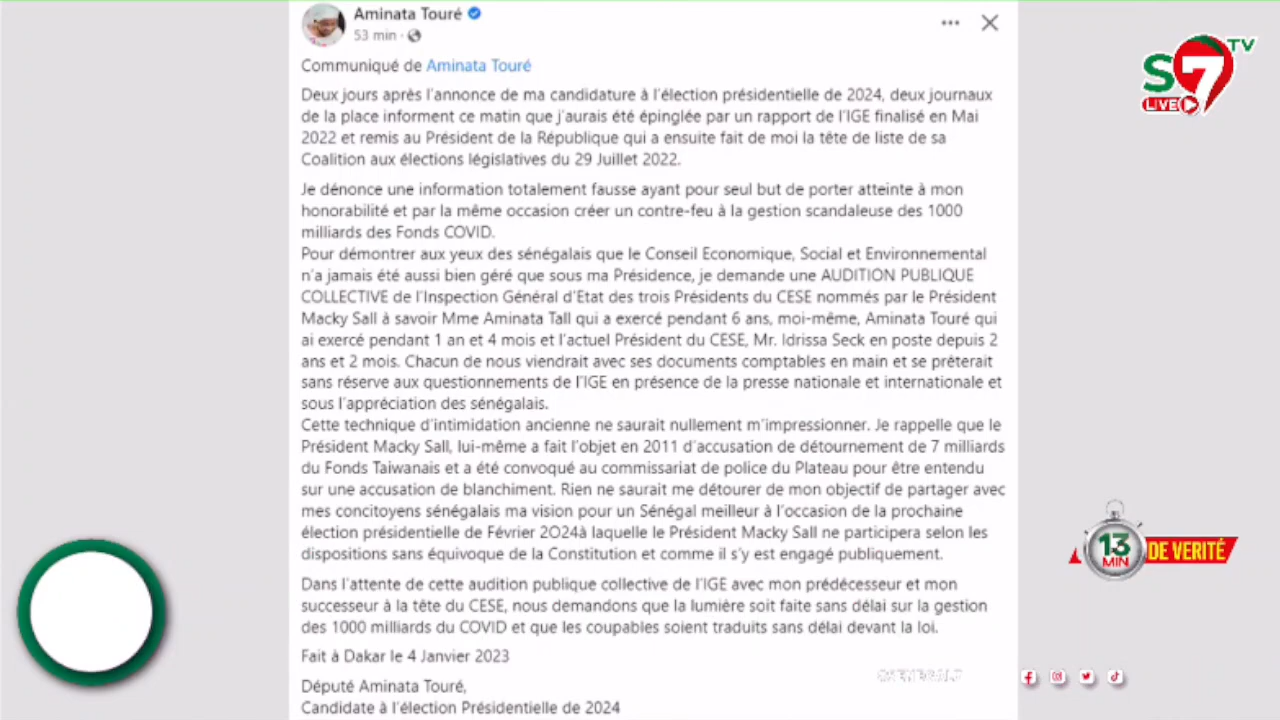 Aminata Touré
53 min ·
Communiqué de Aminata Touré
Deux jours après l'annonce de ma candidature à l'élection présidentielle de 2024, deux journaux
de la place informent ce matin que j'aurais été épinglée par un rapport de l'IGE finalisé en Mai
2022 et remis au Président de la République qui a ensuite fait de moi la tête de liste de sa
Coalition aux élections législatives du 29 Juillet 2022.
Je dénonce une information totalement fausse ayant pour seul but de porter atteinte à mon
honorabilité et par la même occasion créer un contre-feu à la gestion scandaleuse des 1000
milliards des Fonds COVID.
Pour démontrer aux yeux des sénégalais que le Conseil Economique, Social et Environnemental
n'a jamais été aussi bien géré que sous ma Présidence, je demande une AUDITION PUBLIQUE
COLLECTIVE de l'Inspection Général d'Etat des trois Présidents du CESE nommés par le Président
Macky Sall à savoir Mme Aminata Tall qui a exercé pendant 6 ans, moi-même, Aminata Touré qui
ai exercé pendant 1 an et 4 mois et l'actuel Président du CESE, Mr. Idrissa Seck en poste depuis 2
ans et 2 mois. Chacun de nous viendrait avec ses documents comptables en main et se prêterait
sans réserve aux questionnements de l'IGE en présence de la presse nationale et internationale et
sous l'appréciation des sénégalais.
Cette technique d'intimidation ancienne ne saurait nullement m'impressionner. Je rappelle que le
Président Macky Sall, lui-même a fait l'objet en 2011 d'accusation de détournement de 7 milliards
du Fonds Taiwanais et a été convoqué au commissariat de police du Plateau pour être entendu
sur une accusation de blanchiment. Rien ne saurait me détourer de mon objectif de partager avec
mes concitoyens sénégalais ma vision pour un Sénégal meilleur à l'occasion de la prochaine
élection présidentielle de Février 2O24à laquelle le Président Macky Sall ne participera selon les
dispositions sans équivoque de la Constitution et comme il s'y est engagé publiquement.
Dans l'attente de cette audition publique collective de l'IGE avec mon prédécesseur et mon
successeur à la tête du CESE, nous demandons que la lumière soit faite sans délai sur la gestion
des 1000 milliards du COVID et que les coupables soient traduits sans délai devant la loi.
Fait à Dakar le 4 Janvier 2023
Député Aminata Touré,
Candidate à l'élection Présidentielle de 2024
S7 TV
LIVE
13 MIN
DE VERITÉ